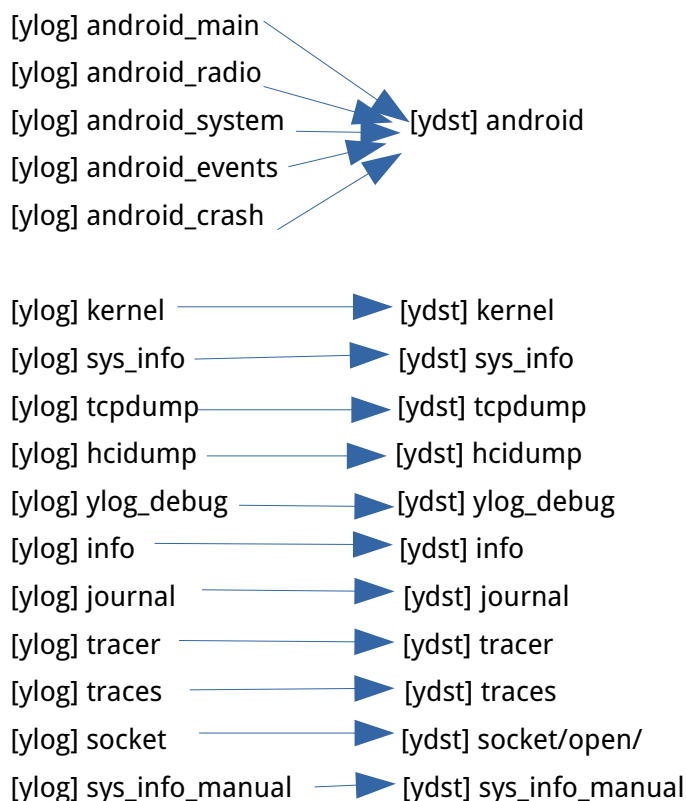 [ylog] android_main
[ylog] android_radio
[ylog] android_system [ydst] android
[ylog] android_events
[ylog] android_crash
[ylog] kernel [ydst] kernel
[ylog] sys_info [ydst] sys_info
[ylog] tcpdump [ydst] tcpdump
[ylog] hcidump [ydst] hcidump
[ylog] ylog_debug [ydst] ylog_debug
[ylog] info [ydst] info
[ylog] journal [ydst] journal
[ylog] tracer [ydst] tracer
[ylog] traces [ydst] traces
[ylog] socket [ydst] socket/open/
[ylog] sys_info_manual [ydst] sys_info_manual